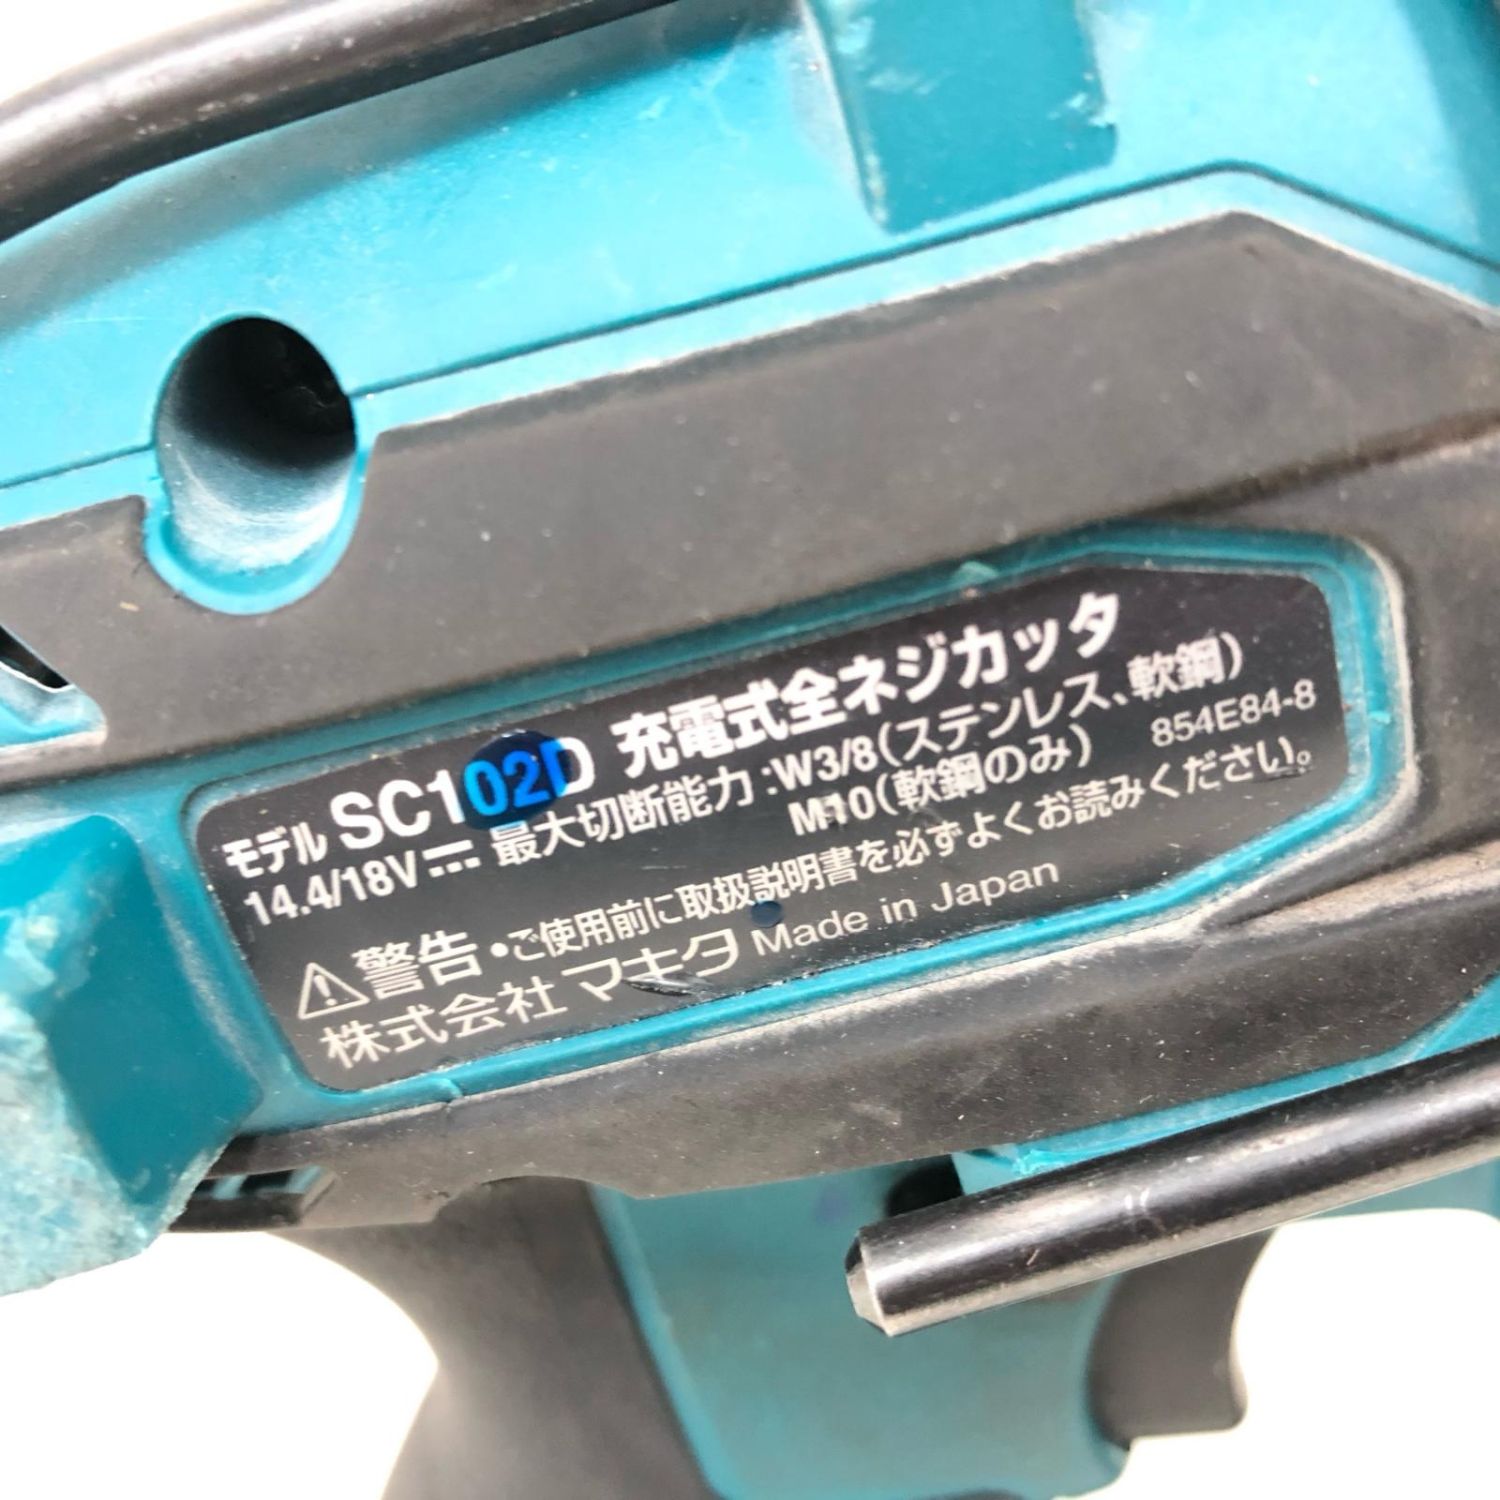 モデル SC102D 充電式全ネジカッタ
14.4/18V 最大切断能力:W3/8(ステンレス、軟鋼)
M10(軟鋼のみ) 854E84-8
警告・ご使用前に取扱説明書を必ずよくお読みください。
株式会社マキタ Made in Japan